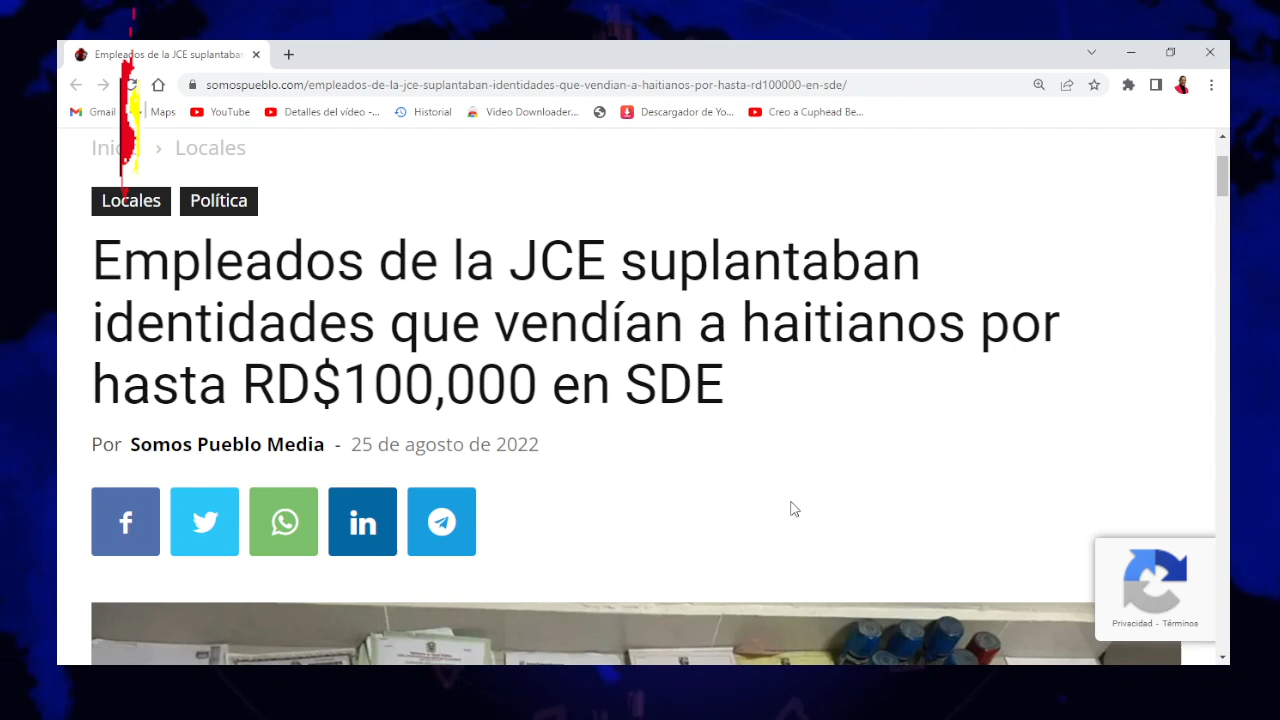 Empleados de la JCE suplantaban
somospueblo.com/empleados-de-la-jce-suplantaban-identidades-que-vendian-a-haitianos-por-hasta-rd100000-en-sde/
Gmail Maps YouTube Detalles del vídeo -... Historial Video Downloader... Descargador de Yo... Creo a Cuphead Be...
Inicio › Locales
Locales Política
Empleados de la JCE suplantaban
identidades que vendían a haitianos por
hasta RD$100,000 en SDE
Por Somos Pueblo Media - 25 de agosto de 2022
Privacidad - Términos